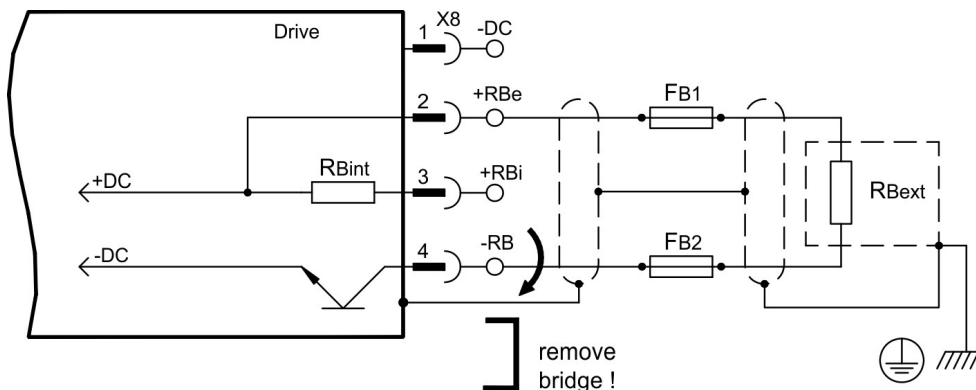 Drive
X8
1
-DC
2
+RBe
FB1
+DC
RBint
3
+RBi
RBext
-DC
4
-RB
FB2
remove
bridge !